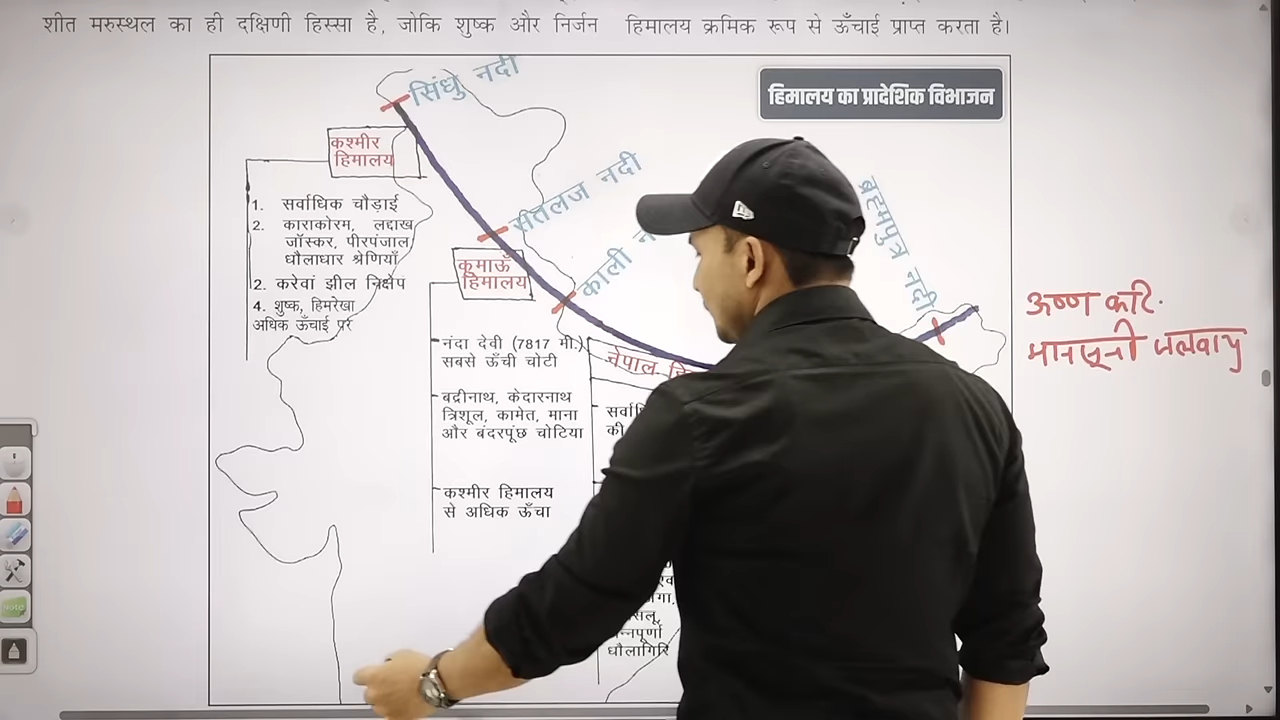 शीत मरुस्थल का ही दक्षिणी हिस्सा है, जोकि शुष्क और निर्जन हिमालय क्रमिक रूप से ऊँचाई प्राप्त करता है।
हिमालय का प्रादेशिक विभाजन
सिंधु नदी
कश्मीर
हिमालय
1. सर्वाधिक चौड़ाई
2. काराकोरम, लद्दाख
जॉस्कर, पीरपंजाल
धौलाधार श्रेणियाँ
2. करेवां झील निक्षेप
4. शुष्क, हिमरेखा
अधिक ऊँचाई पर
सतलज नदी
कुमाऊँ
हिमालय
नंदा देवी (7817 मी.)
सबसे ऊँची चोटी
बद्रीनाथ, केदारनाथ
त्रिशूल, कामेत, माना
और बंदरपूंछ चोटिया
कश्मीर हिमालय
से अधिक ऊँचा
काली
नेपाल
की
धौलागिरि
ब्रह्मपुत्र नदी
ऊष्ण कटि.
मानसूनी जलवायु
Note